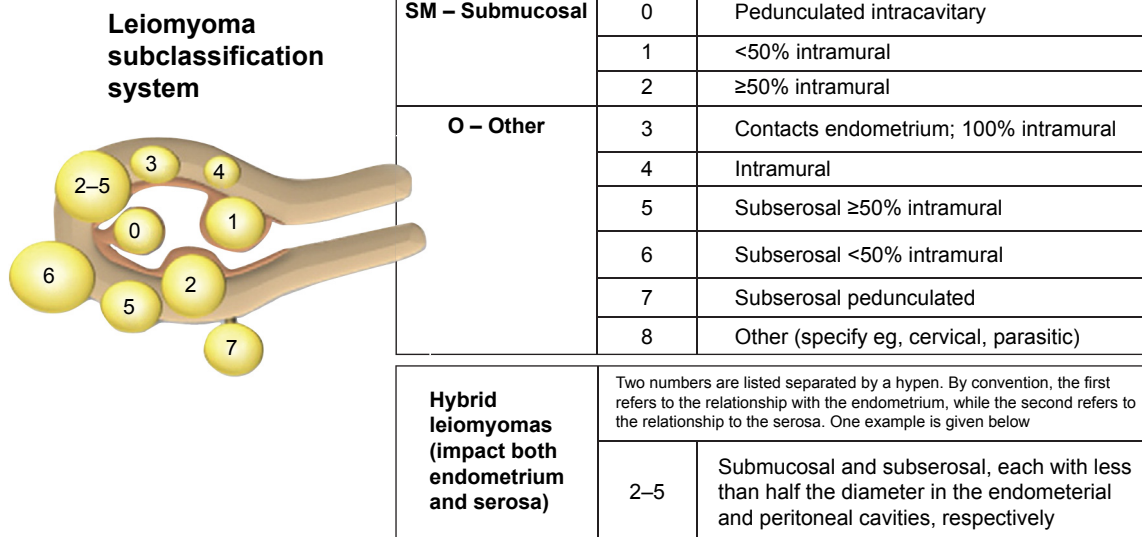 Leiomyoma
subclassification
system
SM – Submucosal
0
Pedunculated intracavitary
1
<50% intramural
2
≥50% intramural
O – Other
3
Contacts endometrium; 100% intramural
4
Intramural
5
Subserosal ≥50% intramural
6
Subserosal <50% intramural
7
Subserosal pedunculated
8
Other (specify eg, cervical, parasitic)
3
4
2–5
0
1
6
2
5
7
Hybrid
leiomyomas
(impact both
endometrium
and serosa)
Two numbers are listed separated by a hypen. By convention, the first
refers to the relationship with the endometrium, while the second refers to
the relationship to the serosa. One example is given below
2–5
Submucosal and subserosal, each with less
than half the diameter in the endometerial
and peritoneal cavities, respectively